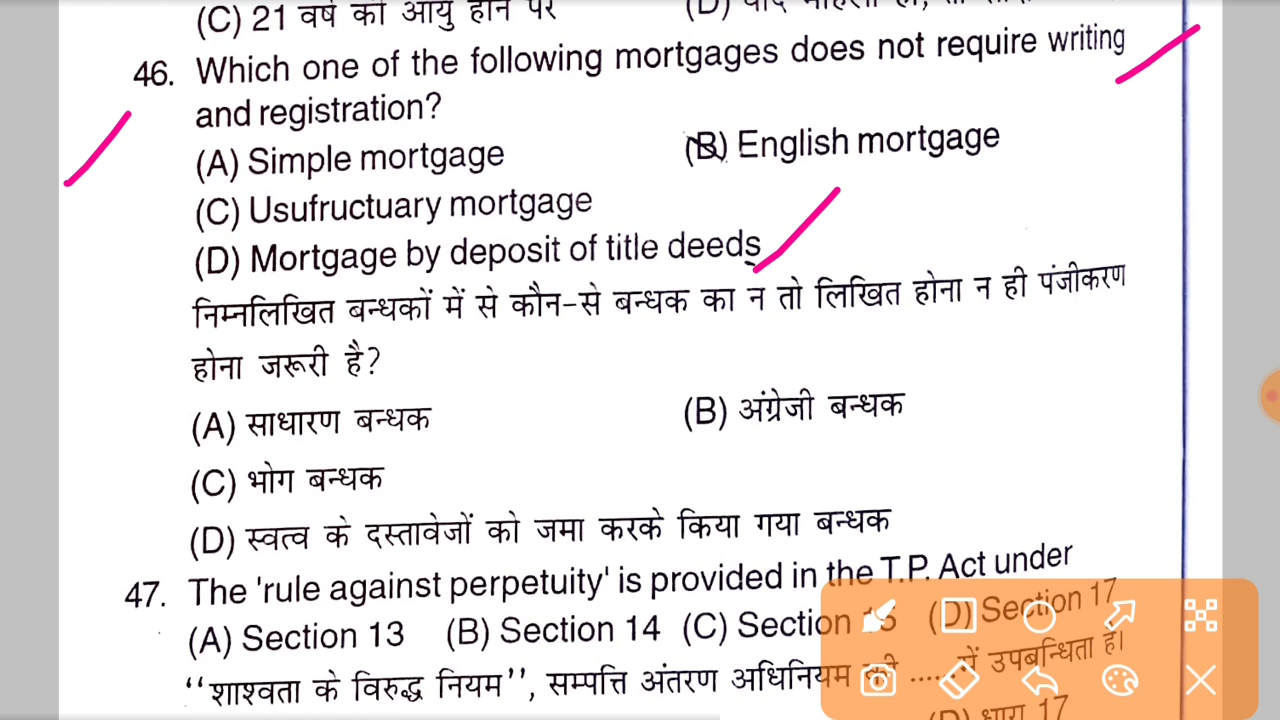 (C) 21 वर्ष की आयु होने पर (D)
46. Which one of the following mortgages does not require writing
and registration?
(A) Simple mortgage (B) English mortgage
(C) Usufructuary mortgage
(D) Mortgage by deposit of title deeds
निम्नलिखित बन्धकों में से कौन-से बन्धक का न तो लिखित होना न ही पंजीकरण
होना जरूरी है?
(A) साधारण बन्धक (B) अंग्रेजी बन्धक
(C) भोग बन्धक
(D) स्वत्व के दस्तावेजों को जमा करके किया गया बन्धक
47. The 'rule against perpetuity' is provided in the T.P. Act under
(A) Section 13 (B) Section 14 (C) Section (D) Section 17
‘‘शाश्वता के विरुद्ध नियम’’, सम्पत्ति अंतरण अधिनियम की ...... में उपबन्धिता है।
(D) धारा 17